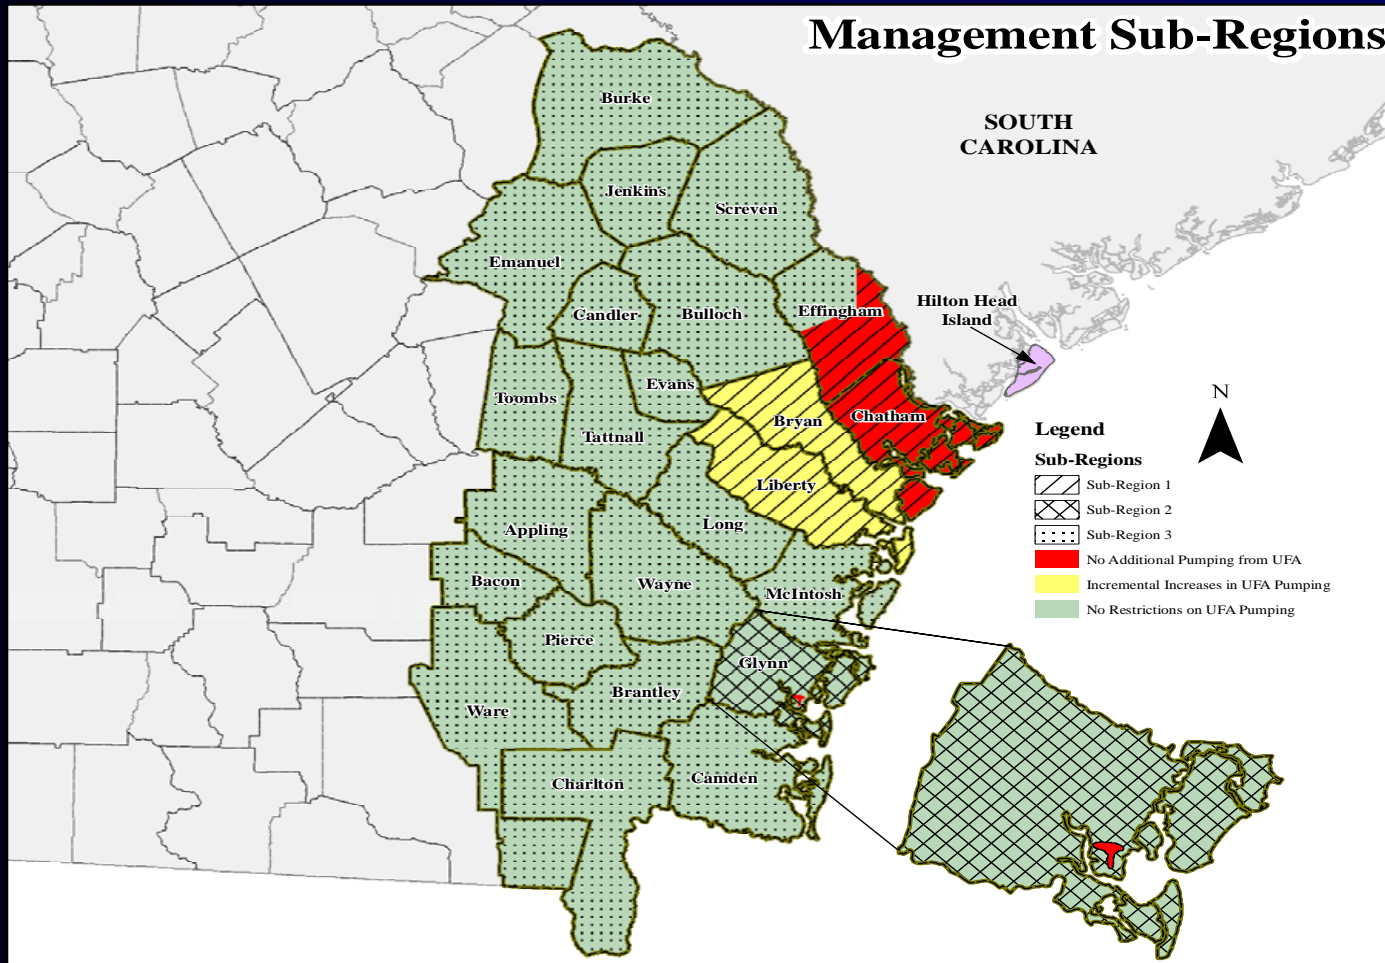 Management Sub-Regions
SOUTH
CAROLINA
Burke
Jenkins
Screven
Emanuel
Candler
Bulloch
Effingham
Hilton Head
Island
Toombs
Evans
Tattnall
Bryan
Chatham
Liberty
Long
Appling
Bacon
Wayne
McIntosh
Pierce
Glynn
Ware
Brantley
Charlton
Camden
N
Legend
Sub-Regions
Sub-Region 1
Sub-Region 2
Sub-Region 3
No Additional Pumping from UFA
Incremental Increases in UFA Pumping
No Restrictions on UFA Pumping